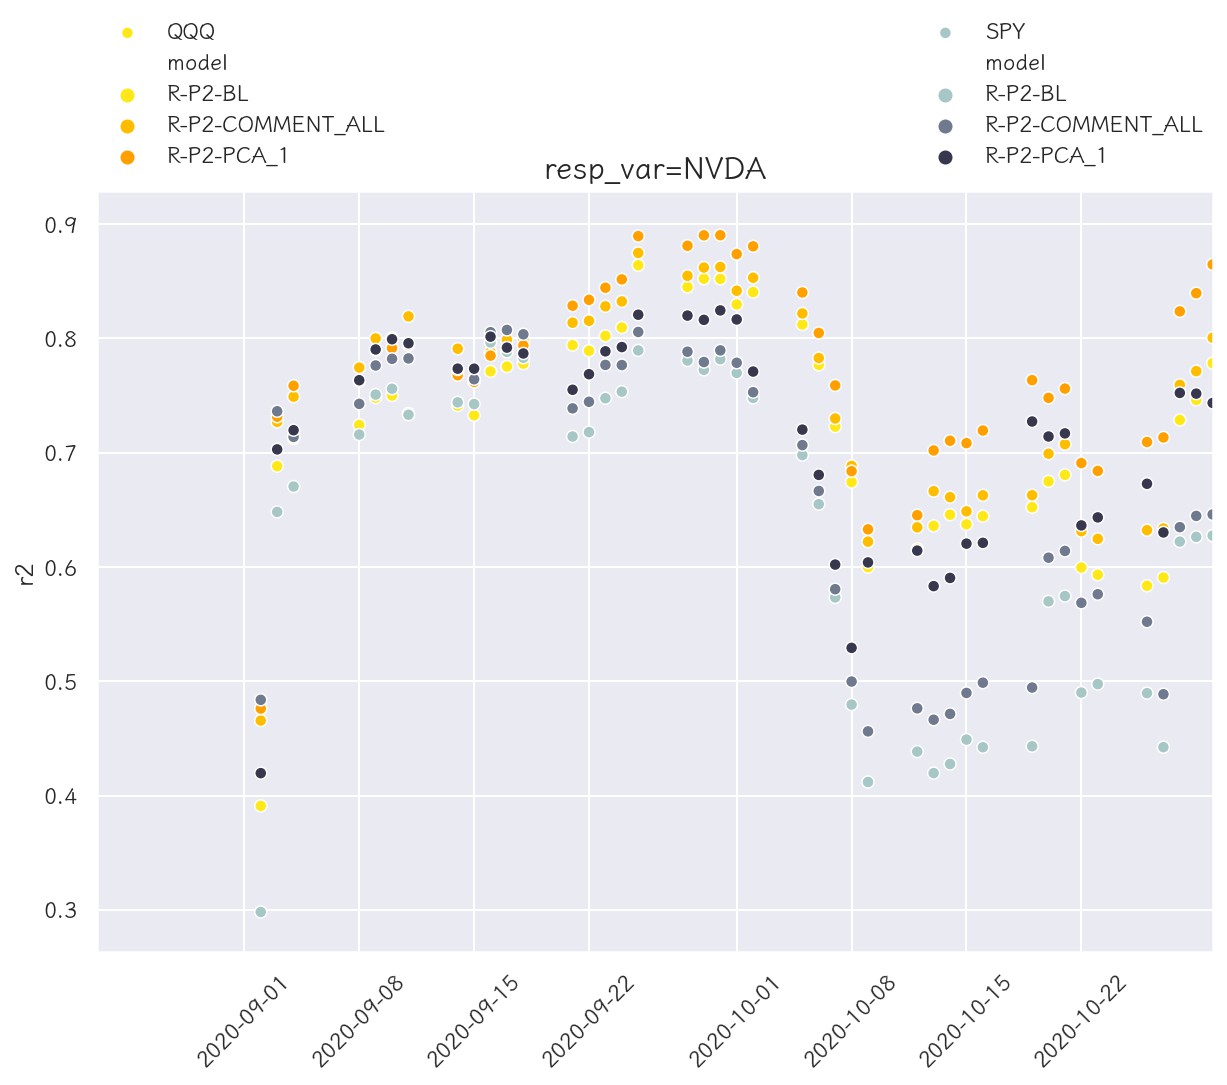 QQQ
model
R-P2-BL
R-P2-COMMENT_ALL
R-P2-PCA_1
SPY
model
R-P2-BL
R-P2-COMMENT_ALL
R-P2-PCA_1
resp_var=NVDA
0.9
0.8
0.7
0.6
0.5
0.4
0.3
r2
2020-09-01
2020-09-08
2020-09-15
2020-09-22
2020-10-01
2020-10-08
2020-10-15
2020-10-22